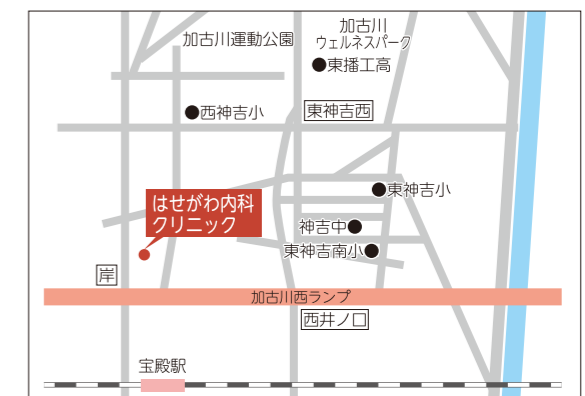 加古川運動公園
加古川
ウェルネスパーク
東播工高
西神吉小
東神吉西
東神吉小
はせがわ内科
クリニック
神吉中
東神吉南小
岸
加古川西ランプ
西井ノ口
宝殿駅